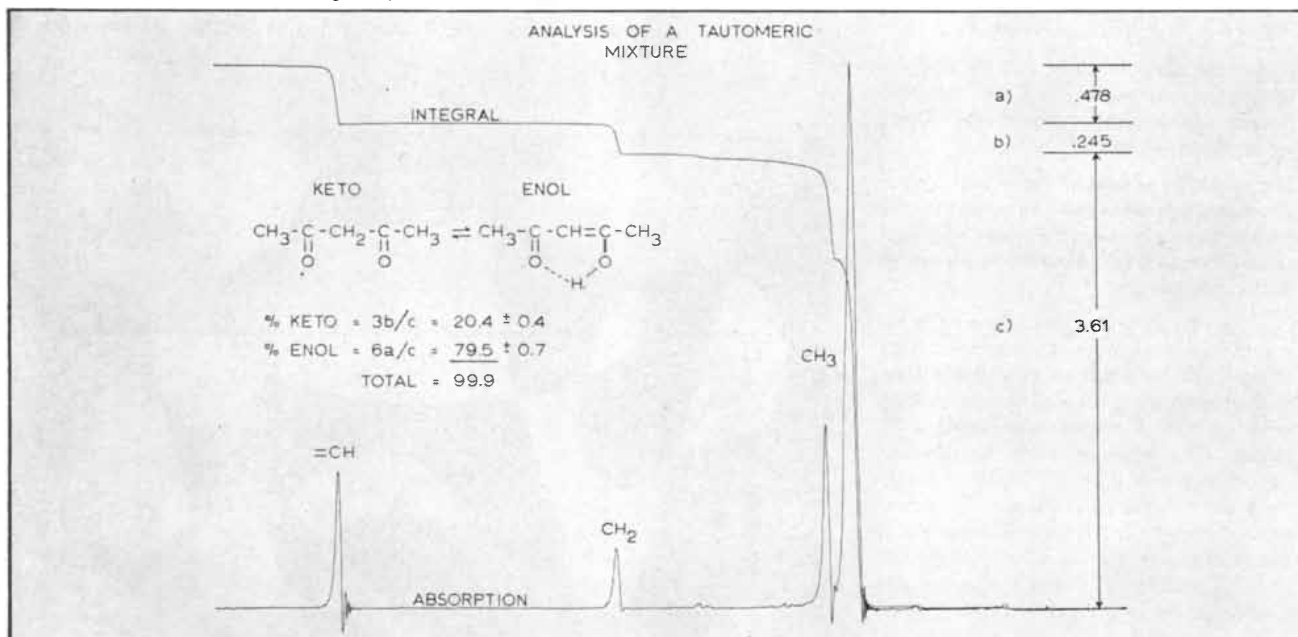 ANALYSIS OF A TAUTOMERIC
MIXTURE
a) .478
INTEGRAL
b) .245
KETO ENOL
CH3-C-CH2-C-CH3 ⇌ CH3-C-CH=C-CH3
O O O O
H
% KETO = 3b/c = 20.4 ± 0.4
c) 3.61
% ENOL = 6a/c = 79.5 ± 0.7
CH3
TOTAL = 99.9
=CH
CH2
ABSORPTION